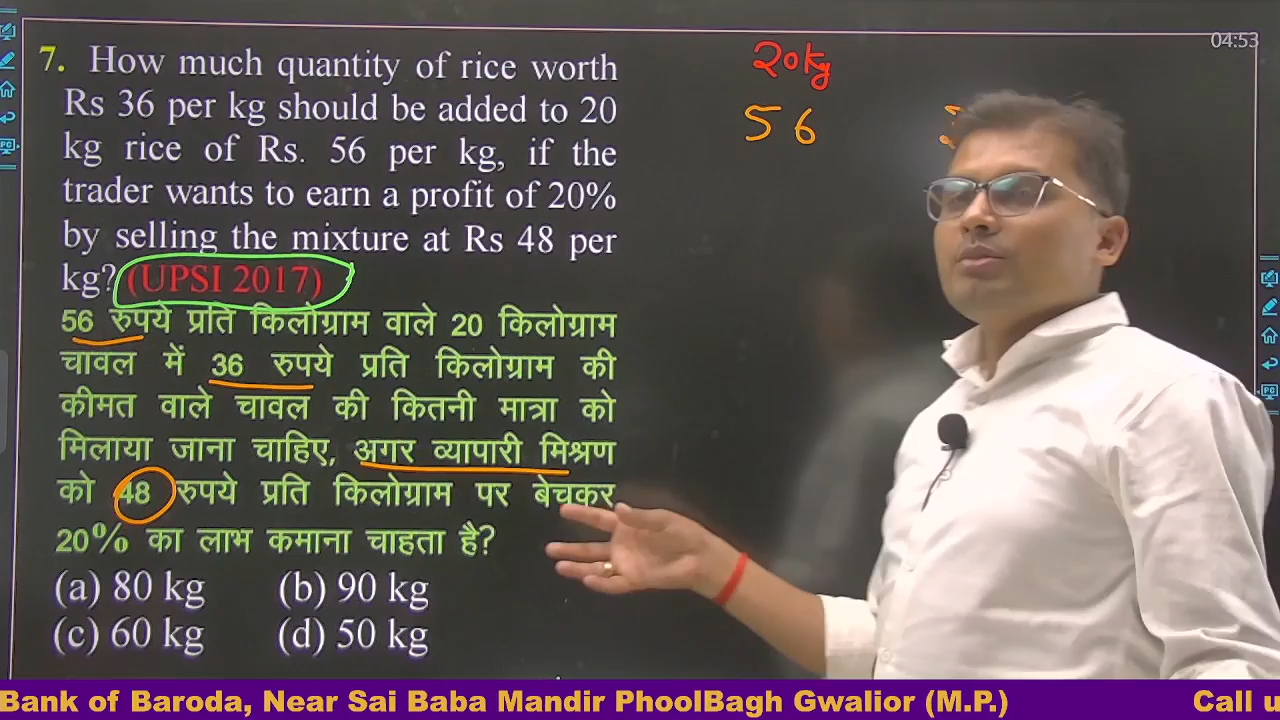 04:53
7. How much quantity of rice worth
Rs 36 per kg should be added to 20
kg rice of Rs. 56 per kg, if the
trader wants to earn a profit of 20%
by selling the mixture at Rs 48 per
kg? (UPSI 2017)
56 रुपये प्रति किलोग्राम वाले 20 किलोग्राम
चावल में 36 रुपये प्रति किलोग्राम की
कीमत वाले चावल की कितनी मात्रा को
मिलाया जाना चाहिए, अगर व्यापारी मिश्रण
को 48 रुपये प्रति किलोग्राम पर बेचकर
20% का लाभ कमाना चाहता है?
(a) 80 kg (b) 90 kg
(c) 60 kg (d) 50 kg
20kg
56
Bank of Baroda, Near Sai Baba Mandir PhoolBagh Gwalior (M.P.) Call